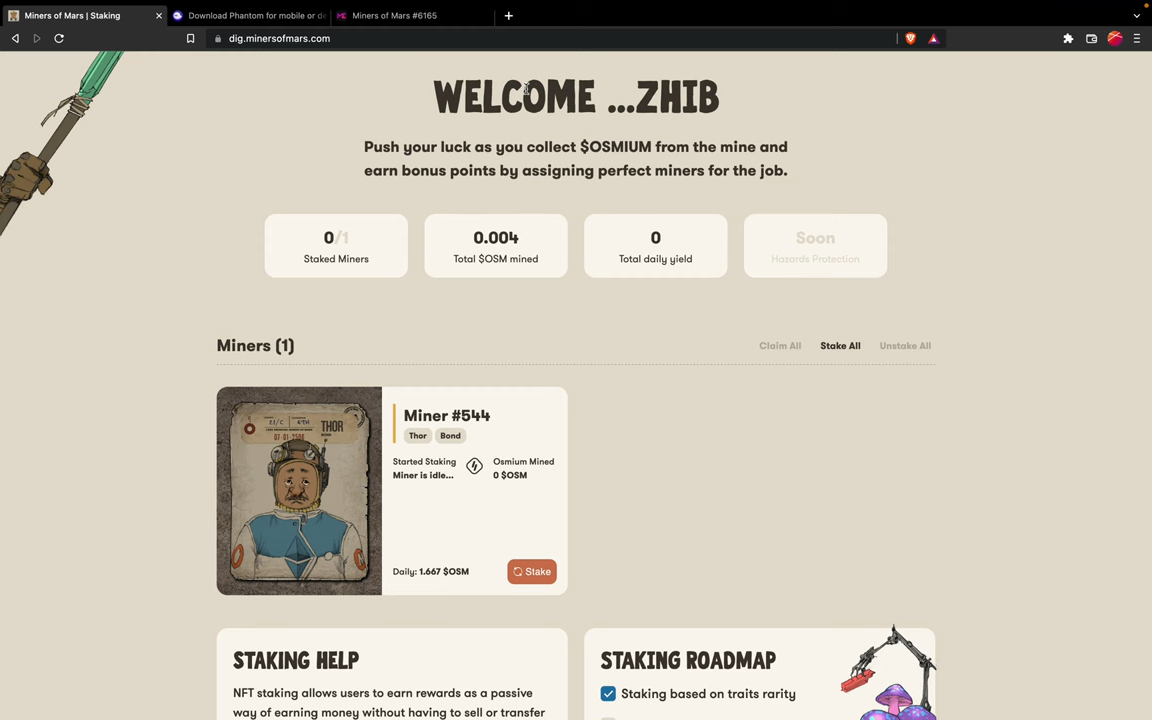 Miners of Mars | Staking
Download Phantom for mobile or de
Miners of Mars #6165
dig.minersofmars.com
WELCOME ...ZHIB
Push your luck as you collect $OSMIUM from the mine and
earn bonus points by assigning perfect miners for the job.
0/1
Staked Miners
0.004
Total $OSM mined
0
Total daily yield
Soon
Hazards Protection
Miners (1)
Claim All
Stake All
Unstake All
THOR
07-01-2500
Miner #544
Thor
Bond
Started Staking
Miner is idle...
Osmium Mined
0 $OSM
Daily: 1.667 $OSM
Stake
STAKING HELP
NFT staking allows users to earn rewards as a passive
way of earning money without having to sell or transfer
STAKING ROADMAP
Staking based on traits rarity